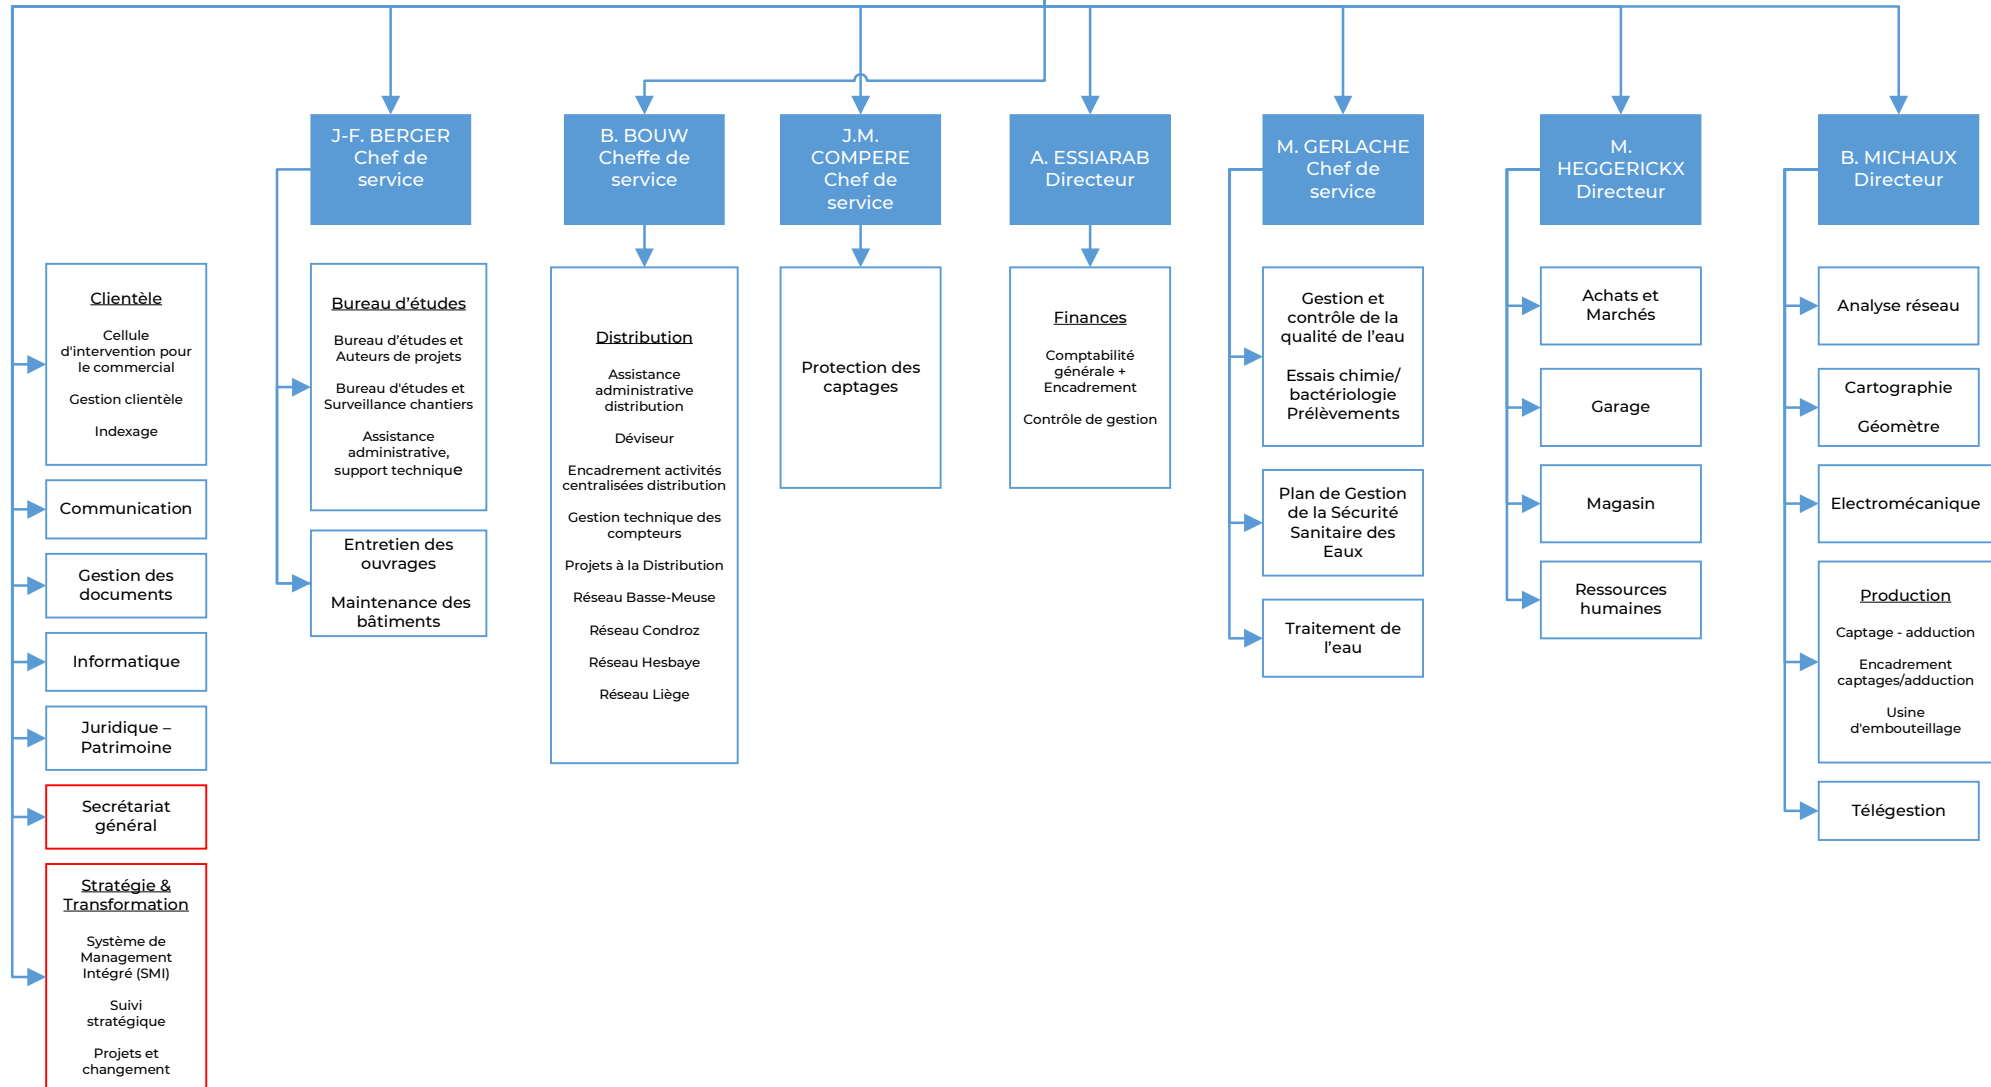 J-F. BERGER
Chef de
service
B. BOUW
Cheffe de
service
J.M.
COMPERE
Chef de
service
A. ESSIARAB
Directeur
M. GERLACHE
Chef de
service
M.
HEGGERICKX
Directeur
B. MICHAUX
Directeur
Clientèle
Cellule
d'intervention pour
le commercial
Gestion clientèle
Indexage
Communication
Gestion des
documents
Informatique
Juridique –
Patrimoine
Secrétariat
général
Stratégie &
Transformation
Système de
Management
Intégré (SMI)
Suivi
stratégique
Projets et
changement
Bureau d’études
Bureau d'études et
Auteurs de projets
Bureau d'études et
Surveillance chantiers
Assistance
administrative,
support technique
Entretien des
ouvrages
Maintenance des
bâtiments
Distribution
Assistance
administrative
distribution
Déviseur
Encadrement activités
centralisées distribution
Gestion technique des
compteurs
Projets à la Distribution
Réseau Basse-Meuse
Réseau Condroz
Réseau Hesbaye
Réseau Liège
Protection des
captages
Finances
Comptabilité
générale +
Encadrement
Contrôle de gestion
Gestion et
contrôle de la
qualité de l’eau
Essais chimie/
bactériologie
Prélèvements
Plan de Gestion
de la Sécurité
Sanitaire des
Eaux
Traitement de
l’eau
Achats et
Marchés
Garage
Magasin
Ressources
humaines
Analyse réseau
Cartographie
Géomètre
Electromécanique
Production
Captage - adduction
Encadrement
captages/adduction
Usine
d'embouteillage
Télégestion